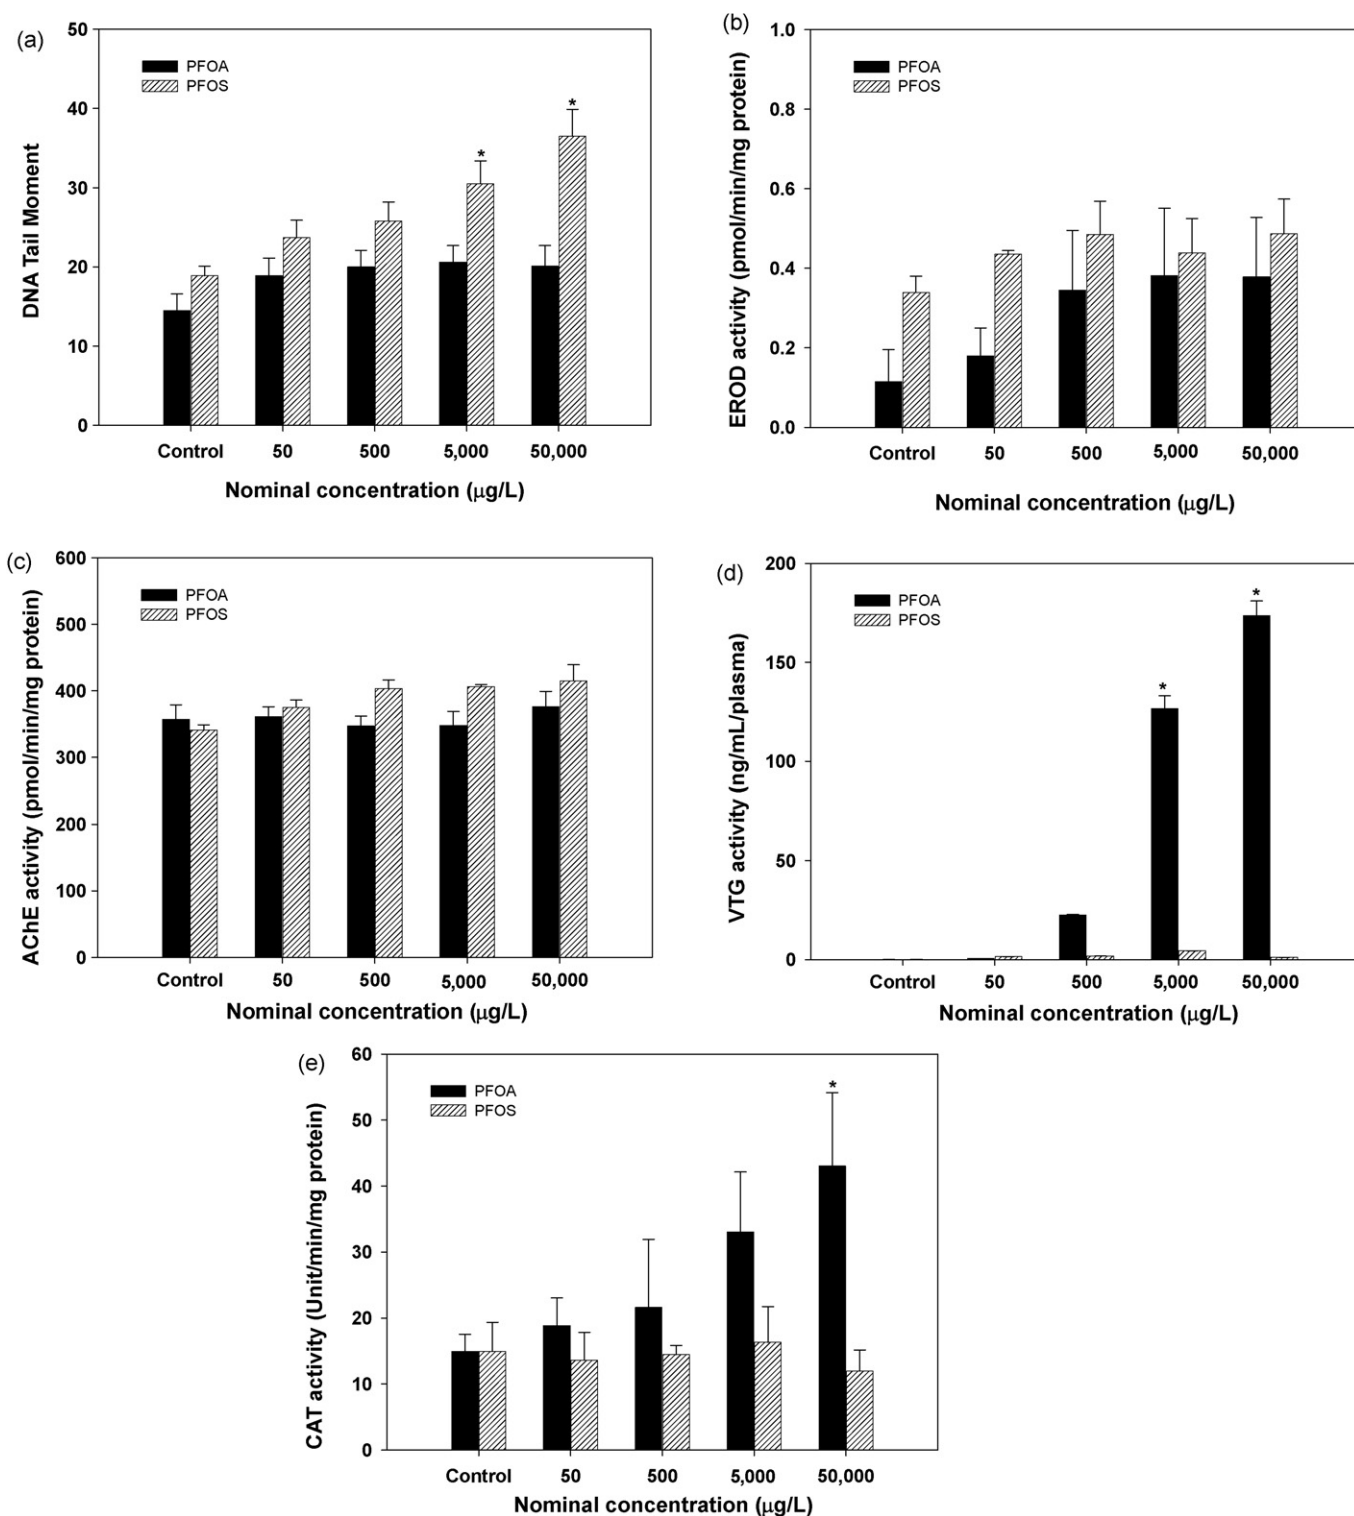 (a)
50
40
30
20
10
0
DNA Tail Moment
PFOA
PFOS
*
*
Control 50 500 5,000 50,000
Nominal concentration (μg/L)
(b)
1.0
0.8
0.6
0.4
0.2
0.0
EROD activity (pmol/min/mg protein)
PFOA
PFOS
Control 50 500 5,000 50,000
Nominal concentration (μg/L)
(c)
600
500
400
300
200
100
0
AChE activity (pmol/min/mg protein)
PFOA
PFOS
Control 50 500 5,000 50,000
Nominal concentration (μg/L)
(d)
200
150
100
50
0
VTG activity (ng/mL/plasma)
PFOA
PFOS
*
*
Control 50 500 5,000 50,000
Nominal concentration (μg/L)
(e)
60
50
40
30
20
10
0
CAT activity (Unit/min/mg protein)
PFOA
PFOS
*
Control 50 500 5,000 50,000
Nominal concentration (μg/L)